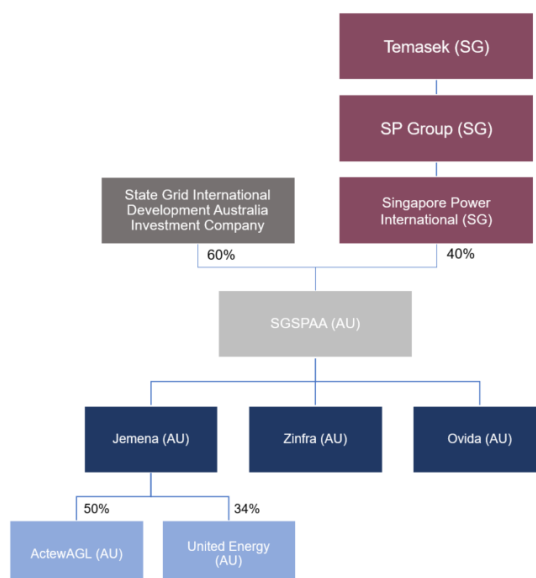 Temasek (SG)
SP Group (SG)
State Grid International
Development Australia
Investment Company
Singapore Power
International (SG)
60%
40%
SGSPAA (AU)
Jemena (AU)
Zinfra (AU)
Ovida (AU)
50%
34%
ActewAGL (AU)
United Energy
(AU)